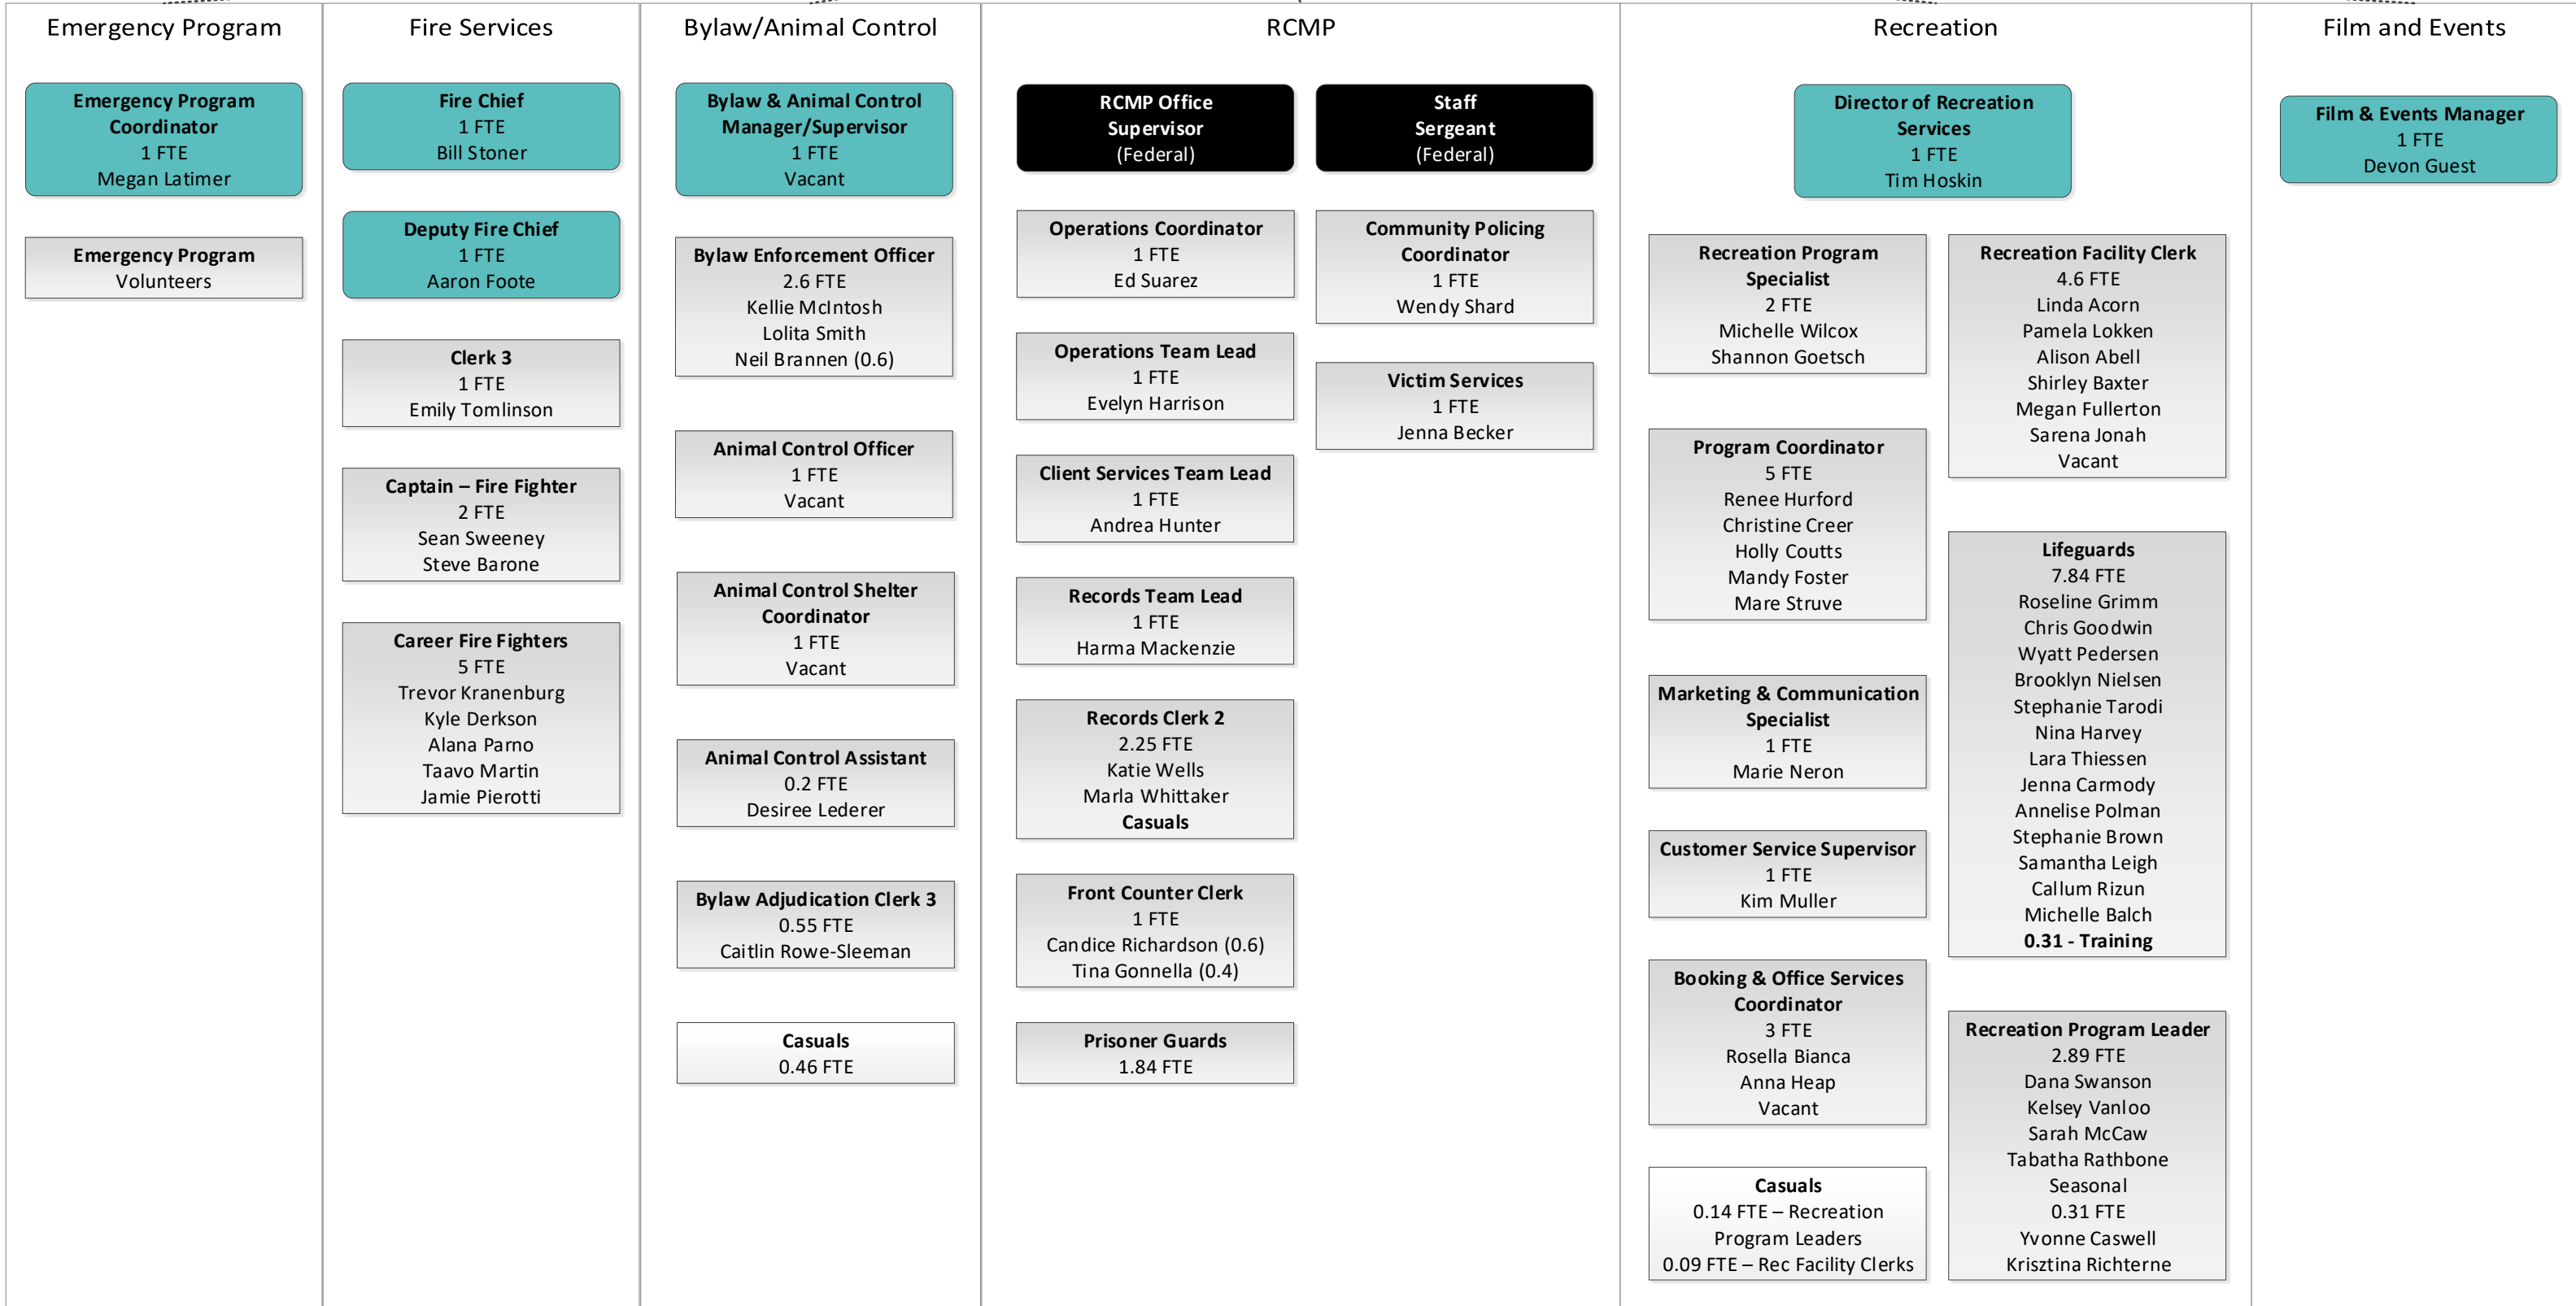 Emergency Program
Emergency Program
Coordinator
1 FTE
Megan Latimer
Emergency Program
Volunteers
Fire Services
Fire Chief
1 FTE
Bill Stoner
Deputy Fire Chief
1 FTE
Aaron Foote
Clerk 3
1 FTE
Emily Tomlinson
Captain – Fire Fighter
2 FTE
Sean Sweeney
Steve Barone
Career Fire Fighters
5 FTE
Trevor Kranenburg
Kyle Derkson
Alana Parno
Taavo Martin
Jamie Pierotti
Bylaw/Animal Control
Bylaw & Animal Control
Manager/Supervisor
1 FTE
Vacant
Bylaw Enforcement Officer
2.6 FTE
Kellie McIntosh
Lolita Smith
Neil Brannen (0.6)
Animal Control Officer
1 FTE
Vacant
Animal Control Shelter
Coordinator
1 FTE
Vacant
Animal Control Assistant
0.2 FTE
Desiree Lederer
Bylaw Adjudication Clerk 3
0.55 FTE
Caitlin Rowe-Sleeman
Casuals
0.46 FTE
RCMP
RCMP Office
Supervisor
(Federal)
Operations Coordinator
1 FTE
Ed Suarez
Operations Team Lead
1 FTE
Evelyn Harrison
Client Services Team Lead
1 FTE
Andrea Hunter
Records Team Lead
1 FTE
Harma Mackenzie
Records Clerk 2
2.25 FTE
Katie Wells
Marla Whittaker
Casuals
Front Counter Clerk
1 FTE
Candice Richardson (0.6)
Tina Gonnella (0.4)
Prisoner Guards
1.84 FTE
Staff
Sergeant
(Federal)
Community Policing
Coordinator
1 FTE
Wendy Shard
Victim Services
1 FTE
Jenna Becker
Recreation
Director of Recreation
Services
1 FTE
Tim Hoskin
Recreation Program
Specialist
2 FTE
Michelle Wilcox
Shannon Goetsch
Program Coordinator
5 FTE
Renee Hurford
Christine Creer
Holly Coutts
Mandy Foster
Mare Struve
Marketing & Communication
Specialist
1 FTE
Marie Neron
Customer Service Supervisor
1 FTE
Kim Muller
Booking & Office Services
Coordinator
3 FTE
Rosella Bianca
Anna Heap
Vacant
Casuals
0.14 FTE – Recreation
Program Leaders
0.09 FTE – Rec Facility Clerks
Recreation Facility Clerk
4.6 FTE
Linda Acorn
Pamela Lokken
Alison Abell
Shirley Baxter
Megan Fullerton
Sarena Jonah
Vacant
Lifeguards
7.84 FTE
Roseline Grimm
Chris Goodwin
Wyatt Pedersen
Brooklyn Nielsen
Stephanie Tarodi
Nina Harvey
Lara Thiessen
Jenna Carmody
Annelise Polman
Stephanie Brown
Samantha Leigh
Callum Rizun
Michelle Balch
0.31 - Training
Recreation Program Leader
2.89 FTE
Dana Swanson
Kelsey Vanloo
Sarah McCaw
Tabatha Rathbone
Seasonal
0.31 FTE
Yvonne Caswell
Krisztina Richterne
Film and Events
Film & Events Manager
1 FTE
Devon Guest